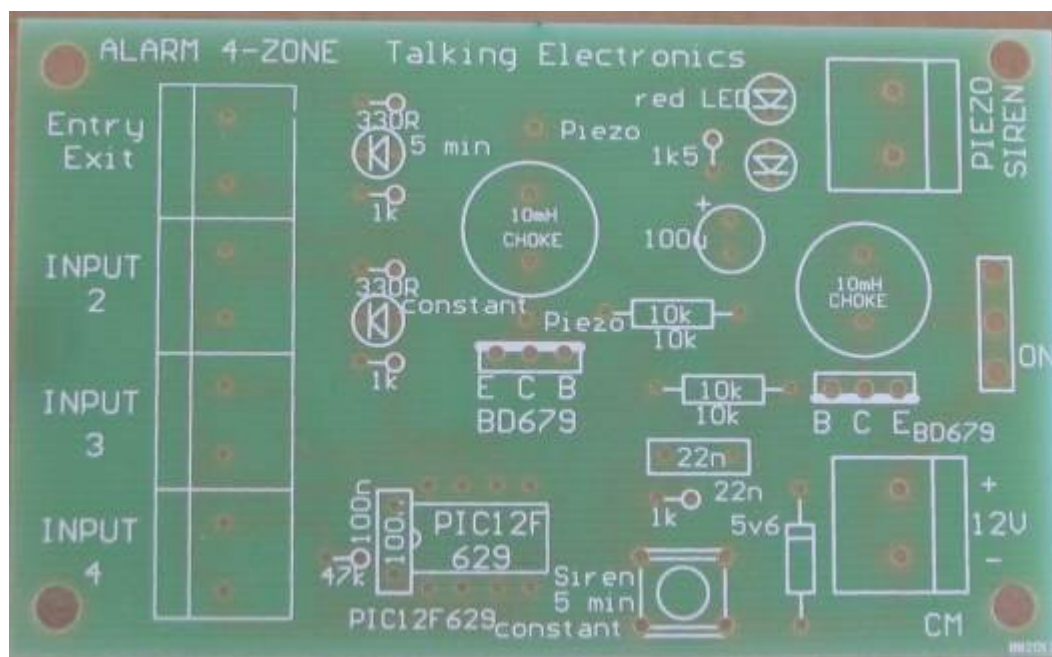 ALARM 4-ZONE
Talking Electronics
Entry
Exit
INPUT
2
INPUT
3
INPUT
4
330R
5 min
1k
330R
constant
1k
Piezo
10mH
CHOKE
Piezo
E C B
BD679
red LED
1k5
+
100u
10k
10k
10k
10k
22n
22n
1k
5v6
PIEZO
SIREN
10mH
CHOKE
ON
B C E
BD679
+
12V
-
CM
100n
100n
47k
PIC12F
629
PIC12F629
Siren
5 min
constant